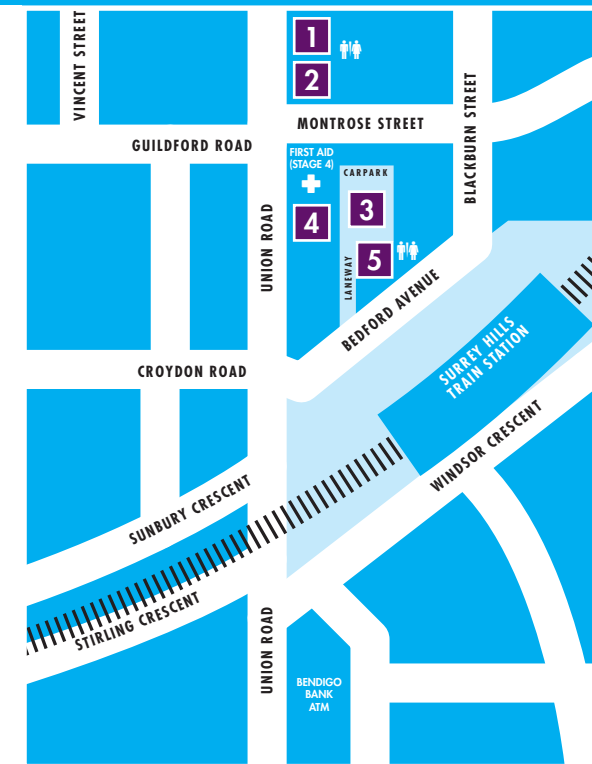 VINCENT STREET
1
2
MONTROSE STREET
BLACKBURN STREET
GUILDFORD ROAD
FIRST AID
(STAGE 4)
CARPARK
3
4
UNION ROAD
5
LANEWAY
BEDFORD AVENUE
SURREY HILLS
TRAIN STATION
CROYDON ROAD
WINDSOR CRESCENT
SUNBURY CRESCENT
STIRLING CRESCENT
UNION ROAD
BENDIGO
BANK
ATM